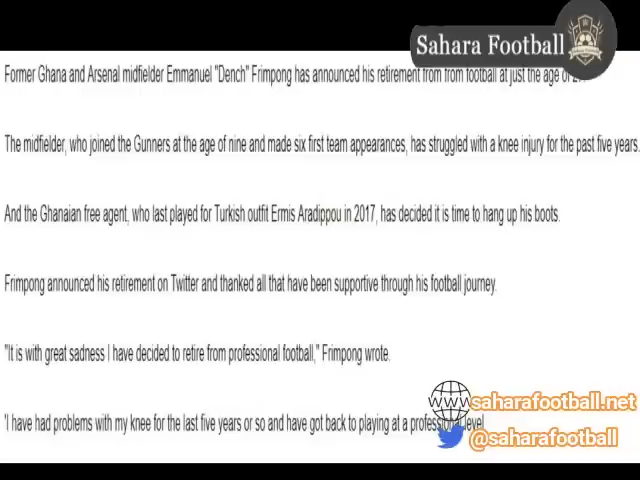 Sahara Football
Former Ghana and Arsenal midfielder Emmanuel "Dench" Frimpong has announced his retirement from from football at just the age of
The midfielder, who joined the Gunners at the age of nine and made six first team appearances, has struggled with a knee injury for the past five years.
And the Ghanaian free agent, who last played for Turkish outfit Ermis Aradippou in 2017, has decided it is time to hang up his boots.
Frimpong announced his retirement on Twitter and thanked all that have been supportive through his football journey.
"It is with great sadness I have decided to retire from professional football," Frimpong wrote.
'I have had problems with my knee for the last five years or so and have got back to playing at a professional level
www.saharafootball.net
@saharafootball